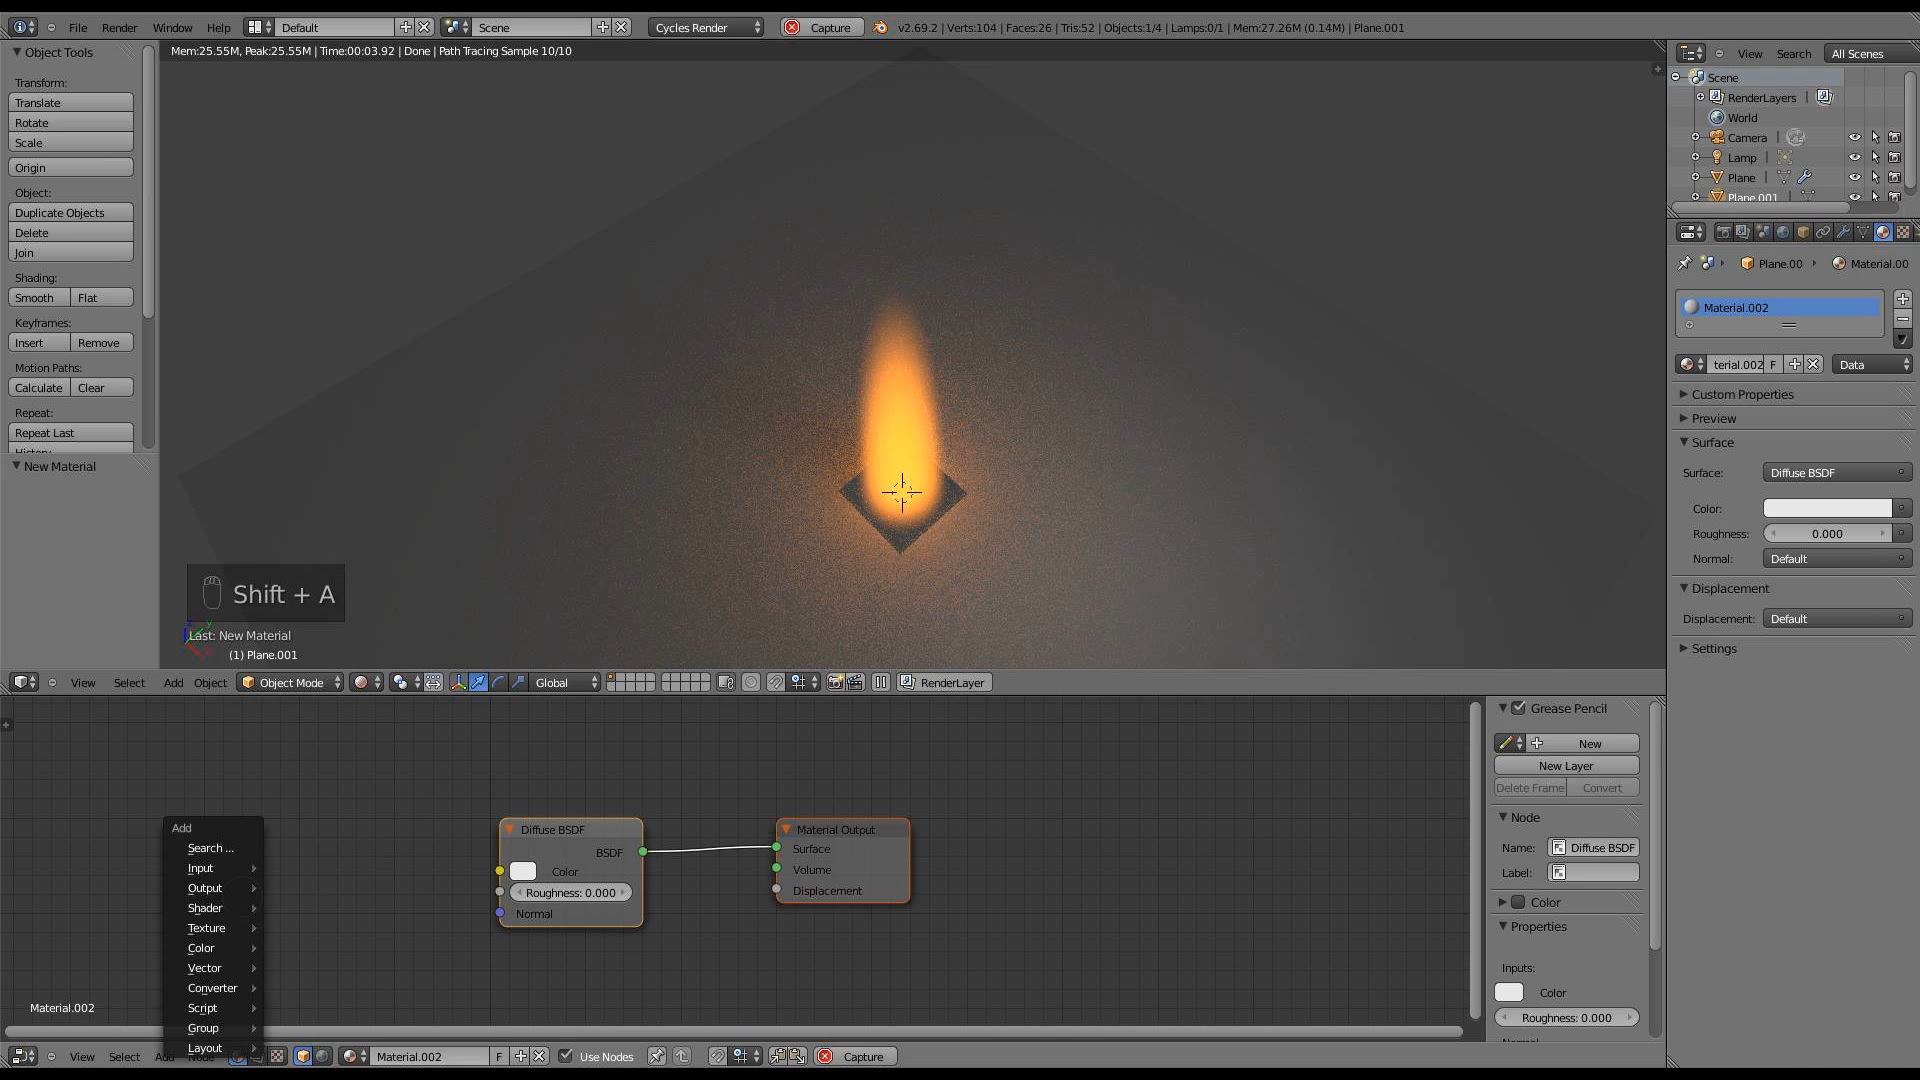 File Render Window Help Default Scene Cycles Render Capture v2.69.2 | Verts:104 | Faces:26 | Tris:52 | Objects:1/4 | Lamps:0/1 | Mem:27.26M (0.14M) | Plane.001
Object Tools
Transform:
Translate
Rotate
Scale
Origin
Object:
Duplicate Objects
Delete
Join
Shading:
Smooth Flat
Keyframes:
Insert Remove
Motion Paths:
Calculate Clear
Repeat:
Repeat Last
History
New Material
Mem:25.55M, Peak:25.55M | Time:00:03.92 | Done | Path Tracing Sample 10/10
Shift + A
Last: New Material
(1) Plane.001
View Select Add Object Object Mode Global RenderLayer
View Search All Scenes
Scene
RenderLayers
World
Camera
Lamp
Plane
Plane.001
Plane.00 Material.00
Material.002
terial.002 F Data
Custom Properties
Preview
Surface
Surface: Diffuse BSDF
Color:
Roughness: 0.000
Normal: Default
Displacement
Displacement: Default
Settings
Add
Search ...
Input
Output
Shader
Texture
Color
Vector
Converter
Script
Group
Layout
Diffuse BSDF
BSDF
Color
Roughness: 0.000
Normal
Material Output
Surface
Volume
Displacement
Material.002
Grease Pencil
New
New Layer
Delete Frame Convert
Node
Name: Diffuse BSDF
Label:
Color
Properties
Inputs:
Color
Roughness: 0.000
View Select Add Node Material.002 F Use Nodes Capture